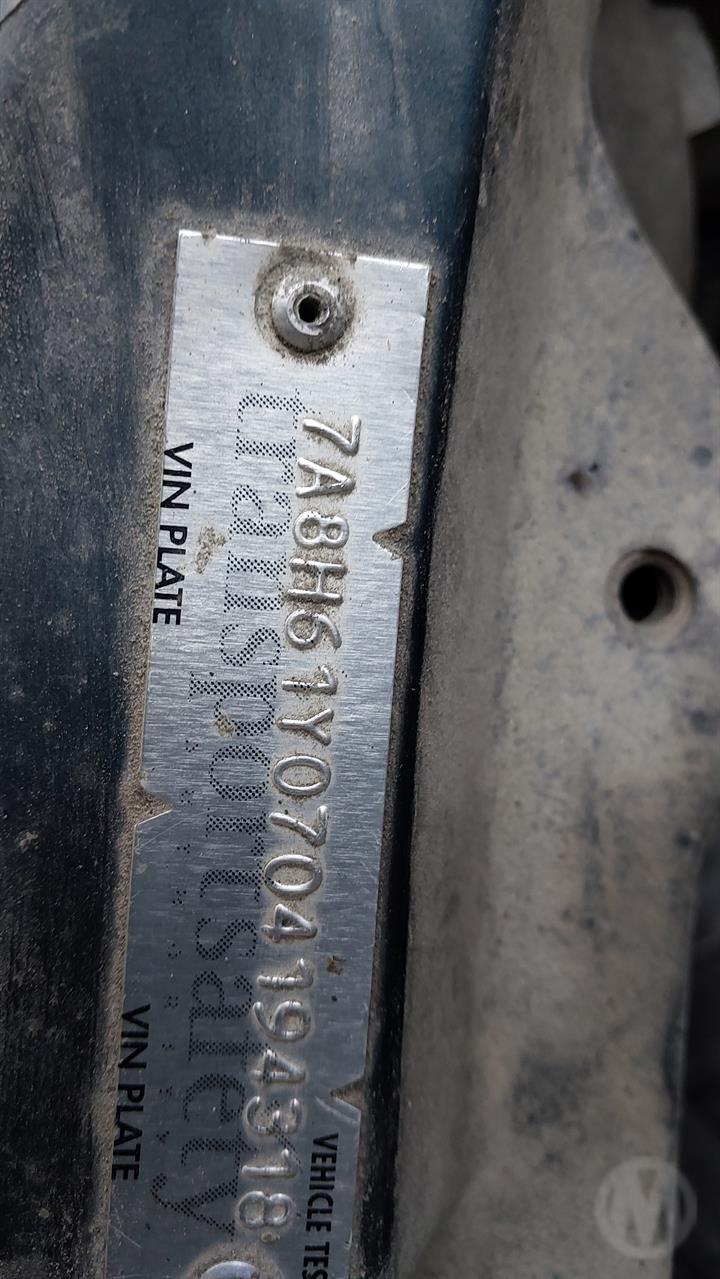 7A8H61Y0704194318
VEHICLE TES
transportsafety
VIN PLATE
VIN PLATE
M